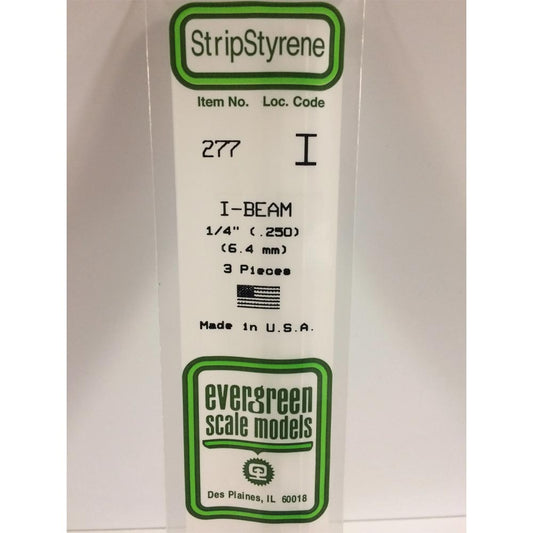 StripStyrene
Item No. Loc. Code
277 I
I-BEAM
1/4" (.250)
(6.4 mm)
3 Pieces
Made in U.S.A.
evergreen
scale models
Des Plaines, IL 60018